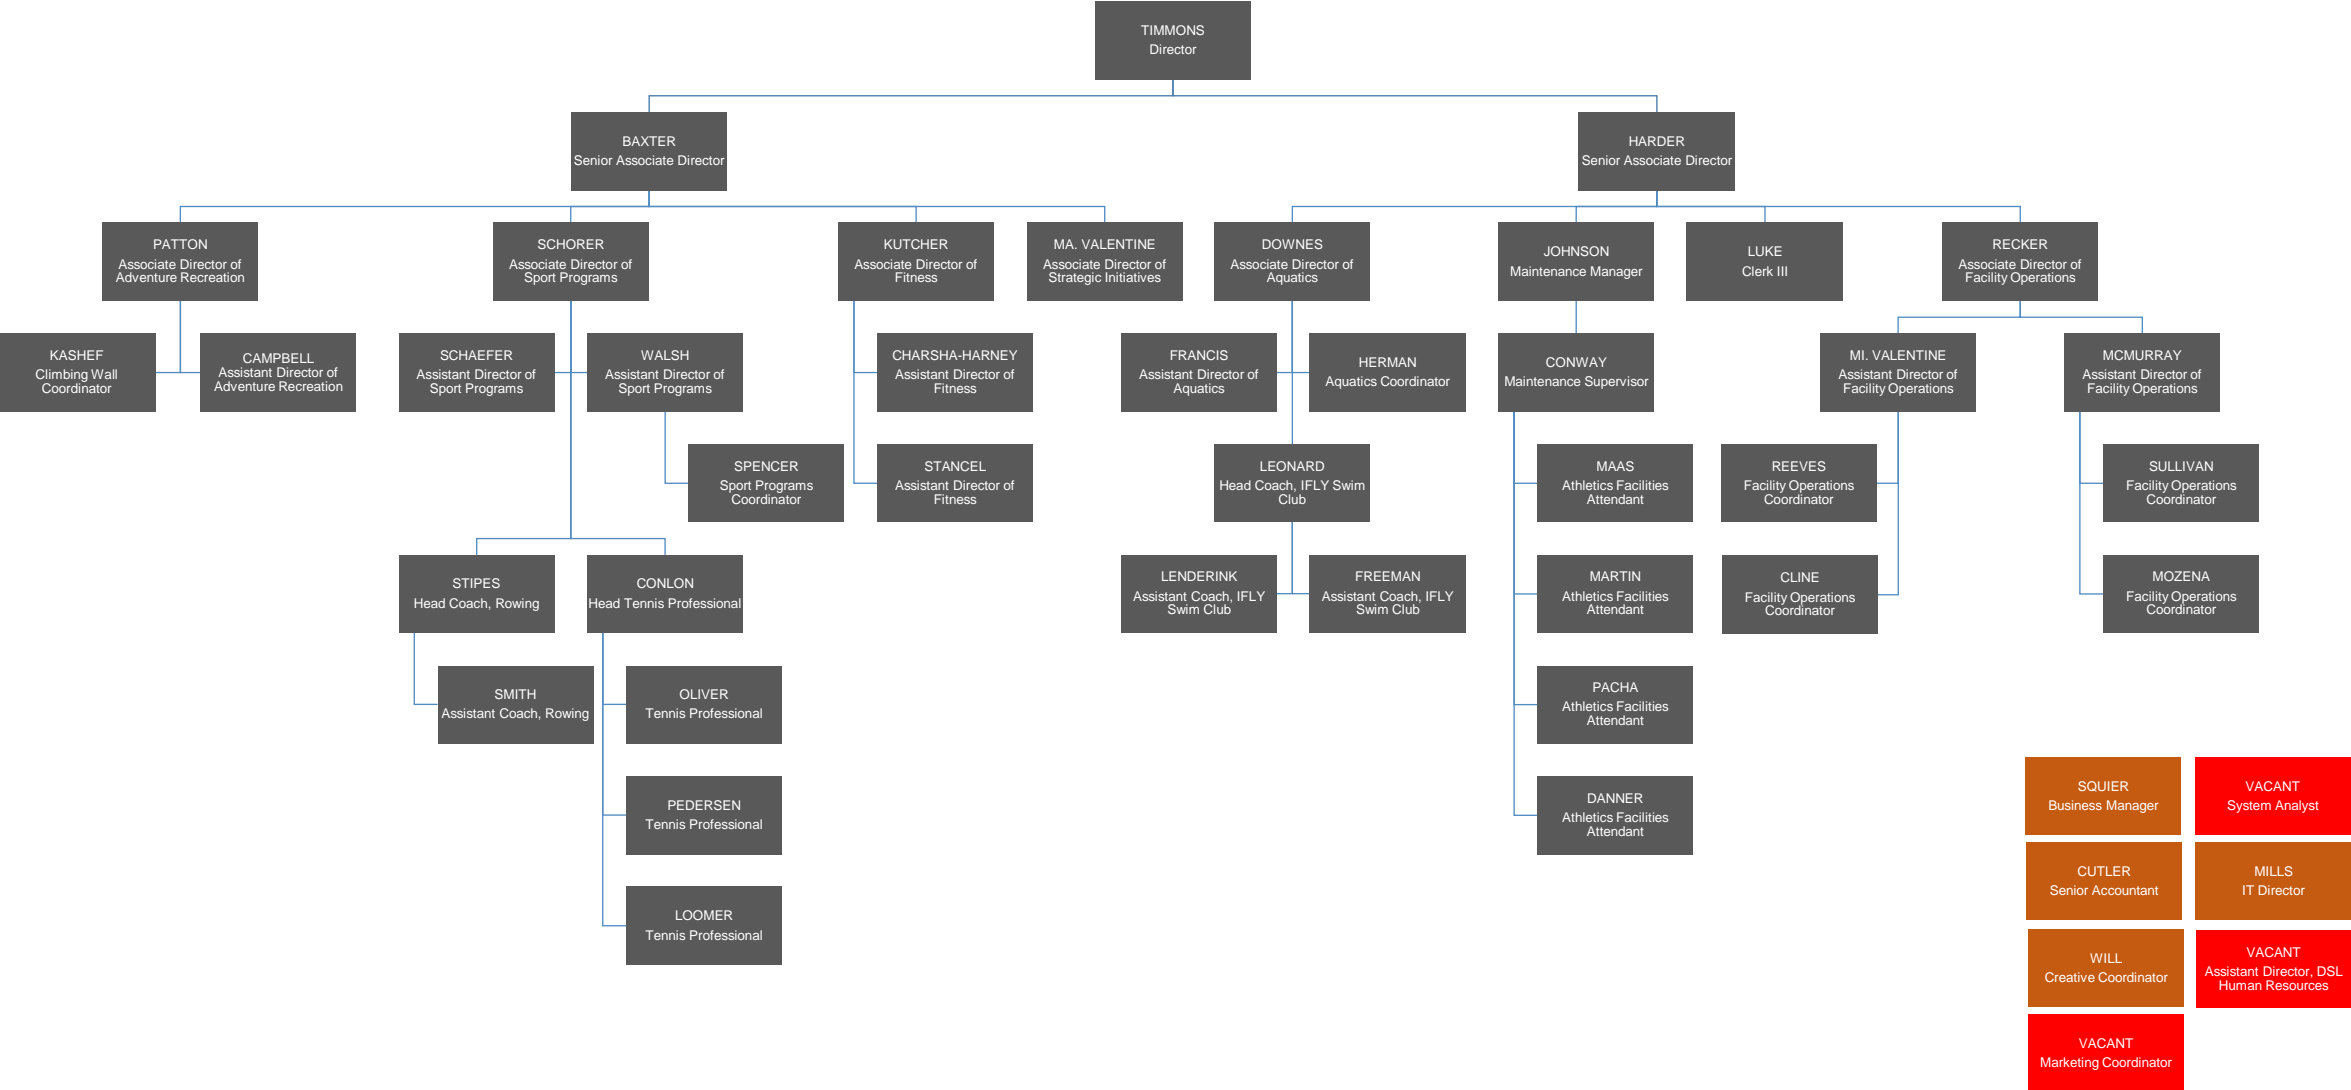 TIMMONS
Director
BAXTER
Senior Associate Director
HARDER
Senior Associate Director
PATTON
Associate Director of
Adventure Recreation
SCHORER
Associate Director of
Sport Programs
KUTCHER
Associate Director of
Fitness
MA. VALENTINE
Associate Director of
Strategic Initiatives
DOWNES
Associate Director of
Aquatics
JOHNSON
Maintenance Manager
LUKE
Clerk III
RECKER
Associate Director of
Facility Operations
KASHEF
Climbing Wall
Coordinator
CAMPBELL
Assistant Director of
Adventure Recreation
SCHAEFER
Assistant Director of
Sport Programs
WALSH
Assistant Director of
Sport Programs
CHARSHA-HARNEY
Assistant Director of
Fitness
FRANCIS
Assistant Director of
Aquatics
HERMAN
Aquatics Coordinator
CONWAY
Maintenance Supervisor
MI. VALENTINE
Assistant Director of
Facility Operations
MCMURRAY
Assistant Director of
Facility Operations
SPENCER
Sport Programs
Coordinator
STANCEL
Assistant Director of
Fitness
LEONARD
Head Coach, IFLY Swim
Club
MAAS
Athletics Facilities
Attendant
REEVES
Facility Operations
Coordinator
SULLIVAN
Facility Operations
Coordinator
STIPES
Head Coach, Rowing
CONLON
Head Tennis Professional
LENDERINK
Assistant Coach, IFLY
Swim Club
FREEMAN
Assistant Coach, IFLY
Swim Club
MARTIN
Athletics Facilities
Attendant
CLINE
Facility Operations
Coordinator
MOZENA
Facility Operations
Coordinator
SMITH
Assistant Coach, Rowing
OLIVER
Tennis Professional
PACHA
Athletics Facilities
Attendant
PEDERSEN
Tennis Professional
DANNER
Athletics Facilities
Attendant
SQUIER
Business Manager
VACANT
System Analyst
LOOMER
Tennis Professional
CUTLER
Senior Accountant
MILLS
IT Director
WILL
Creative Coordinator
VACANT
Assistant Director, DSL
Human Resources
VACANT
Marketing Coordinator